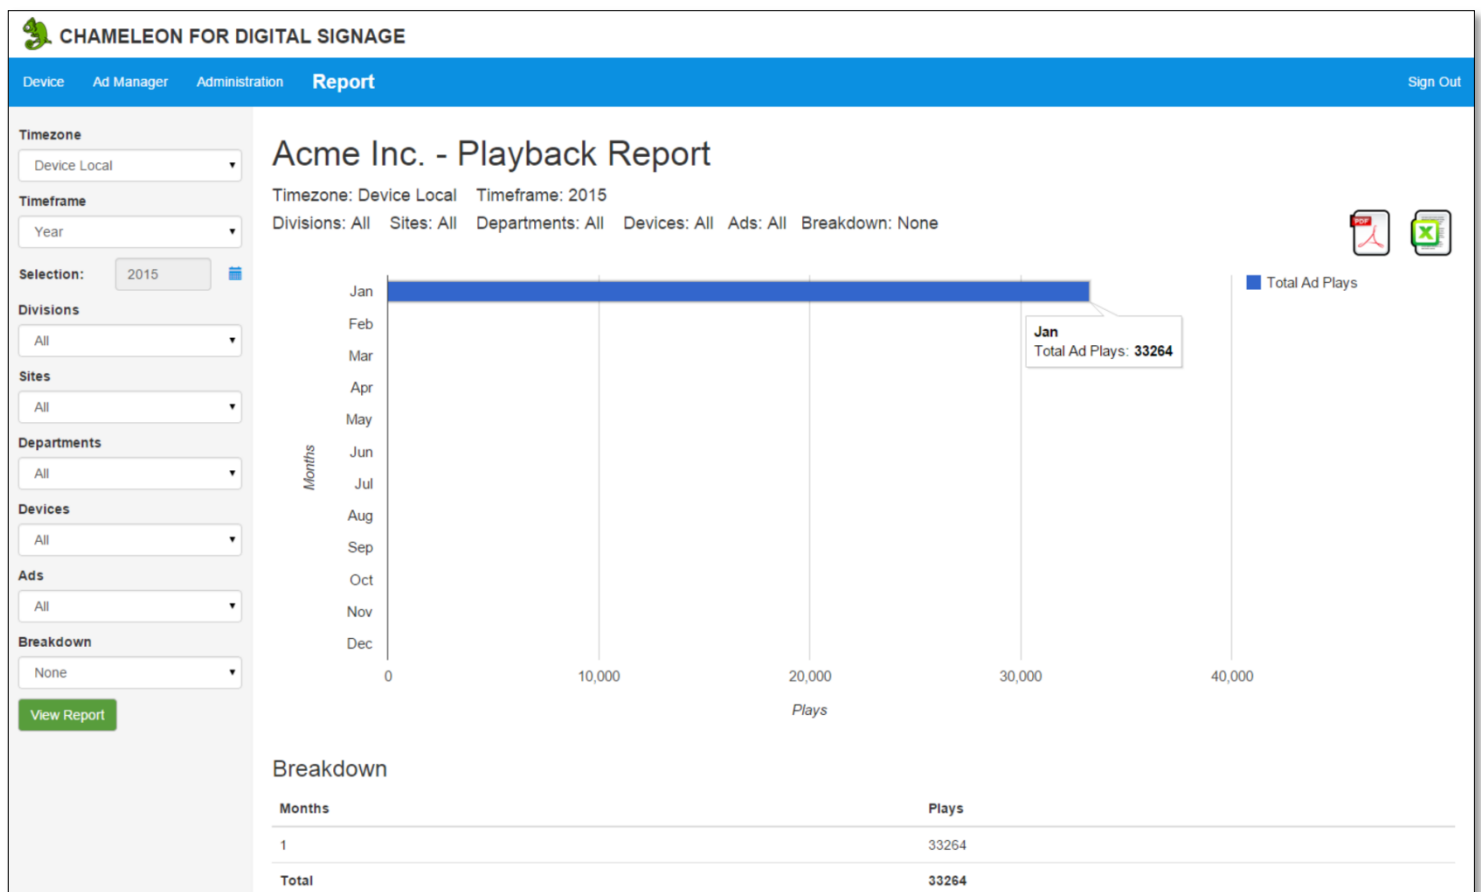 CHAMELEON FOR DIGITAL SIGNAGE
Device Ad Manager Administration Report Sign Out
Timezone
Device Local
Timeframe
Year
Selection: 2015
Divisions
All
Sites
All
Departments
All
Devices
All
Ads
All
Breakdown
None
View Report
Acme Inc. - Playback Report
Timezone: Device Local Timeframe: 2015
Divisions: All Sites: All Departments: All Devices: All Ads: All Breakdown: None
PDF
Total Ad Plays
Jan
Feb
Mar
Apr
May
Jun
Jul
Aug
Sep
Oct
Nov
Dec
Months
Jan
Total Ad Plays: 33264
0 10,000 20,000 30,000 40,000
Plays
Breakdown
Months Plays
1 33264
Total 33264